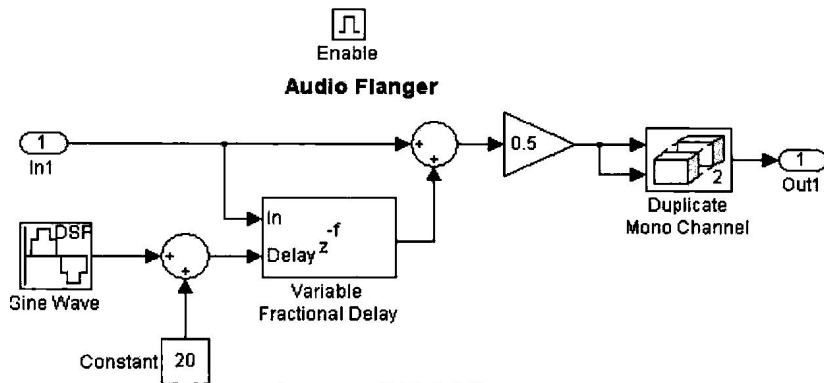 Enable
Audio Flanger
1
In1
+
+
0.5
2
Duplicate
Mono Channel
1
Out1
In
Delay
z-f
Variable
Fractional Delay
DSP
Sine Wave
+
+
Constant
20